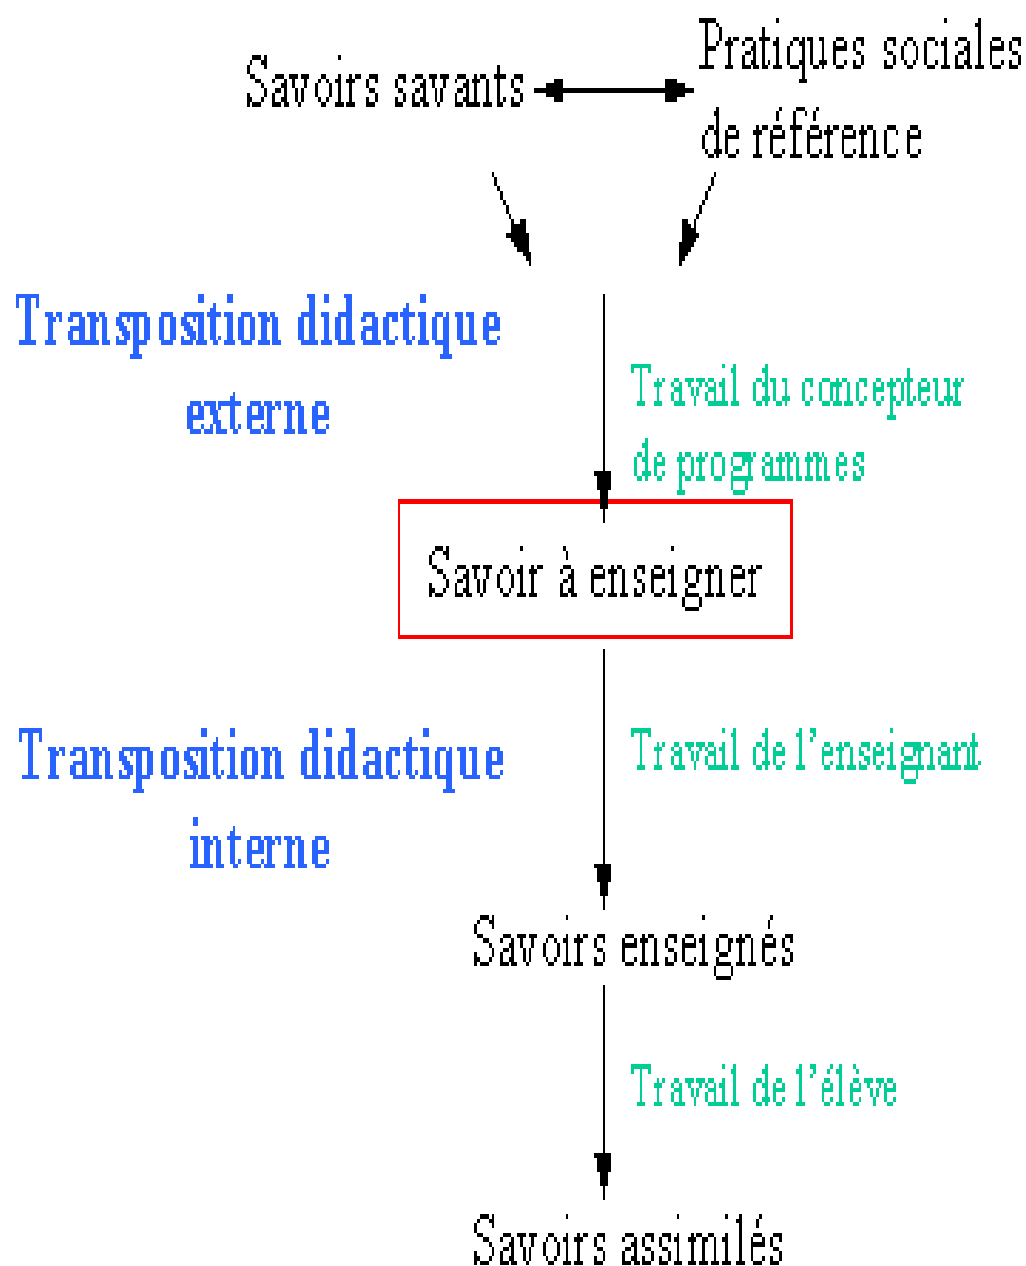 Pratiques sociales
Savoirs savants
de référence
Transposition didactique
externe
Travail du concepteur
de programmes
Savoir à enseigner
Transposition didactique
interne
Travail de l'enseignant
Savoirs enseignés
Travail de l'élève
Savoirs assimilés